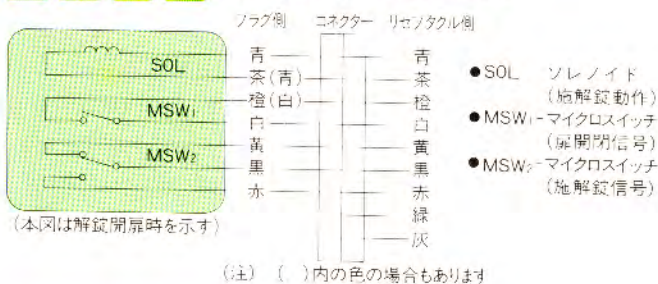 プラグ側 コネクター リセプタクル側
SOL
MSW1
MSW2
青 青
茶(青) 茶
橙(白) 橙
白 白
黄 黄
黒 黒
赤 赤
緑
灰
●SOL ソレノイド
(施解錠動作)
●MSW1-マイクロスイッチ
(扉開閉信号)
●MSW2-マイクロスイッチ
(施解錠信号)
(本図は解錠開扉時を示す)
(注) ( )内の色の場合もあります